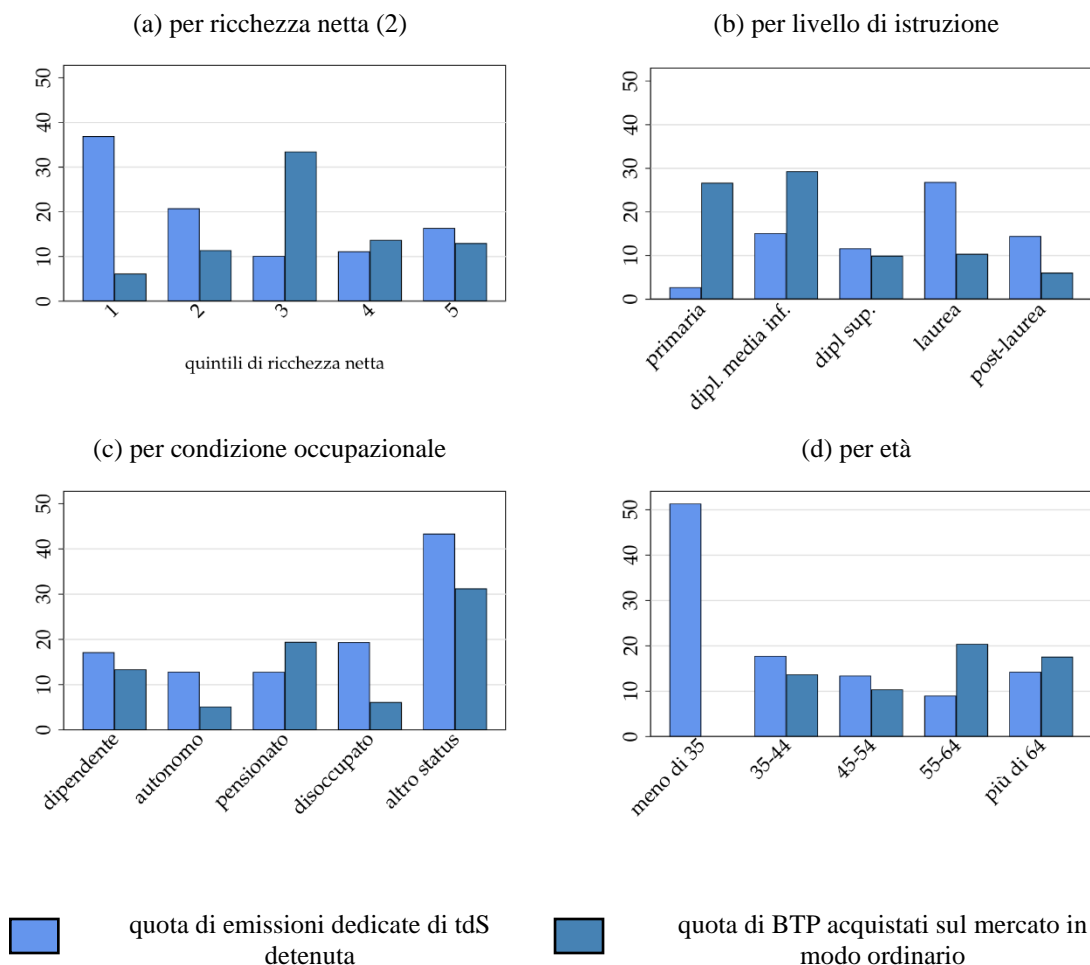 (a) per ricchezza netta (2)
50
40
30
20
10
0
1
2
3
4
5
quintili di ricchezza netta
(b) per livello di istruzione
50
40
30
20
10
0
primaria
dipl. media inf.
dipl sup.
laurea
post-laurea
(c) per condizione occupazionale
50
40
30
20
10
0
dipendente
autonomo
pensionato
disoccupato
altro status
(d) per età
50
40
30
20
10
0
meno di 35
35-44
45-54
55-64
più di 64
quota di emissioni dedicate di tdS
detenuta
quota di BTP acquistati sul mercato in
modo ordinario